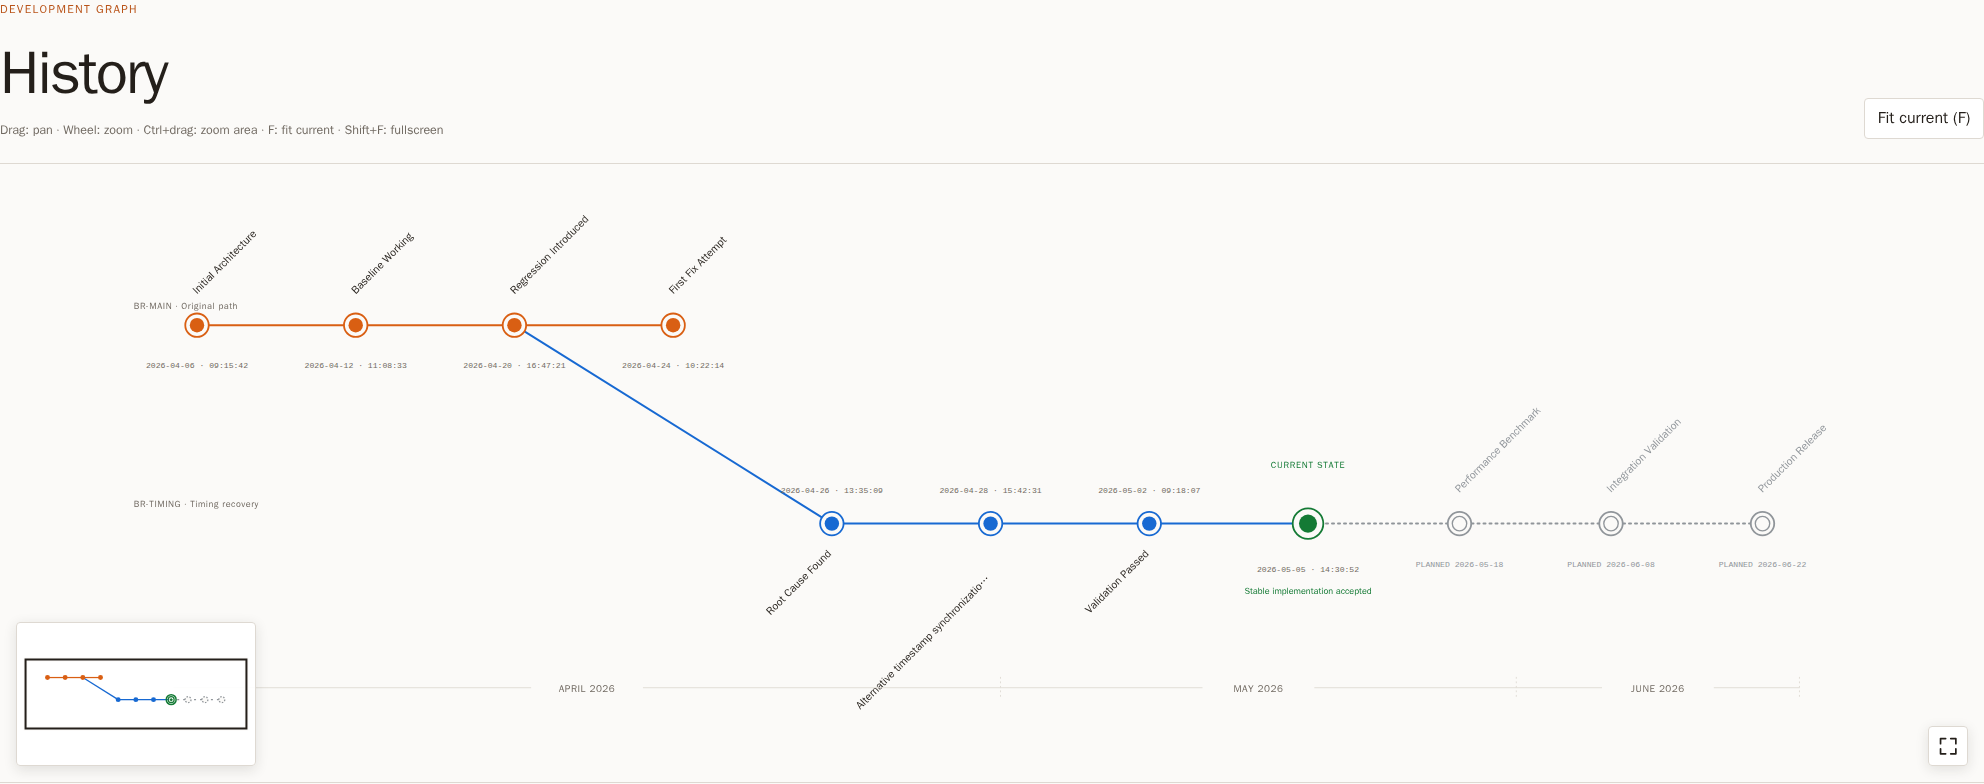 DEVELOPMENT GRAPH
History
Drag: pan · Wheel: zoom · Ctrl+drag: zoom area · F: fit current · Shift+F: fullscreen
Fit current (F)
Initial Architecture
Baseline Working
Regression Introduced
First Fix Attempt
BR-MAIN · Original path
2026-04-06 · 09:15:42
2026-04-12 · 11:08:33
2026-04-20 · 16:47:21
2026-04-24 · 10:22:14
Performance Benchmark
Integration Validation
Production Release
CURRENT STATE
2026-04-26 · 13:35:09
2026-04-28 · 15:42:31
2026-05-02 · 09:18:07
BR-TIMING · Timing recovery
Root Cause Found
Alternative timestamp synchronizatio…
Validation Passed
2026-05-05 · 14:30:52
Stable implementation accepted
PLANNED 2026-05-18
PLANNED 2026-06-08
PLANNED 2026-06-22
APRIL 2026
MAY 2026
JUNE 2026